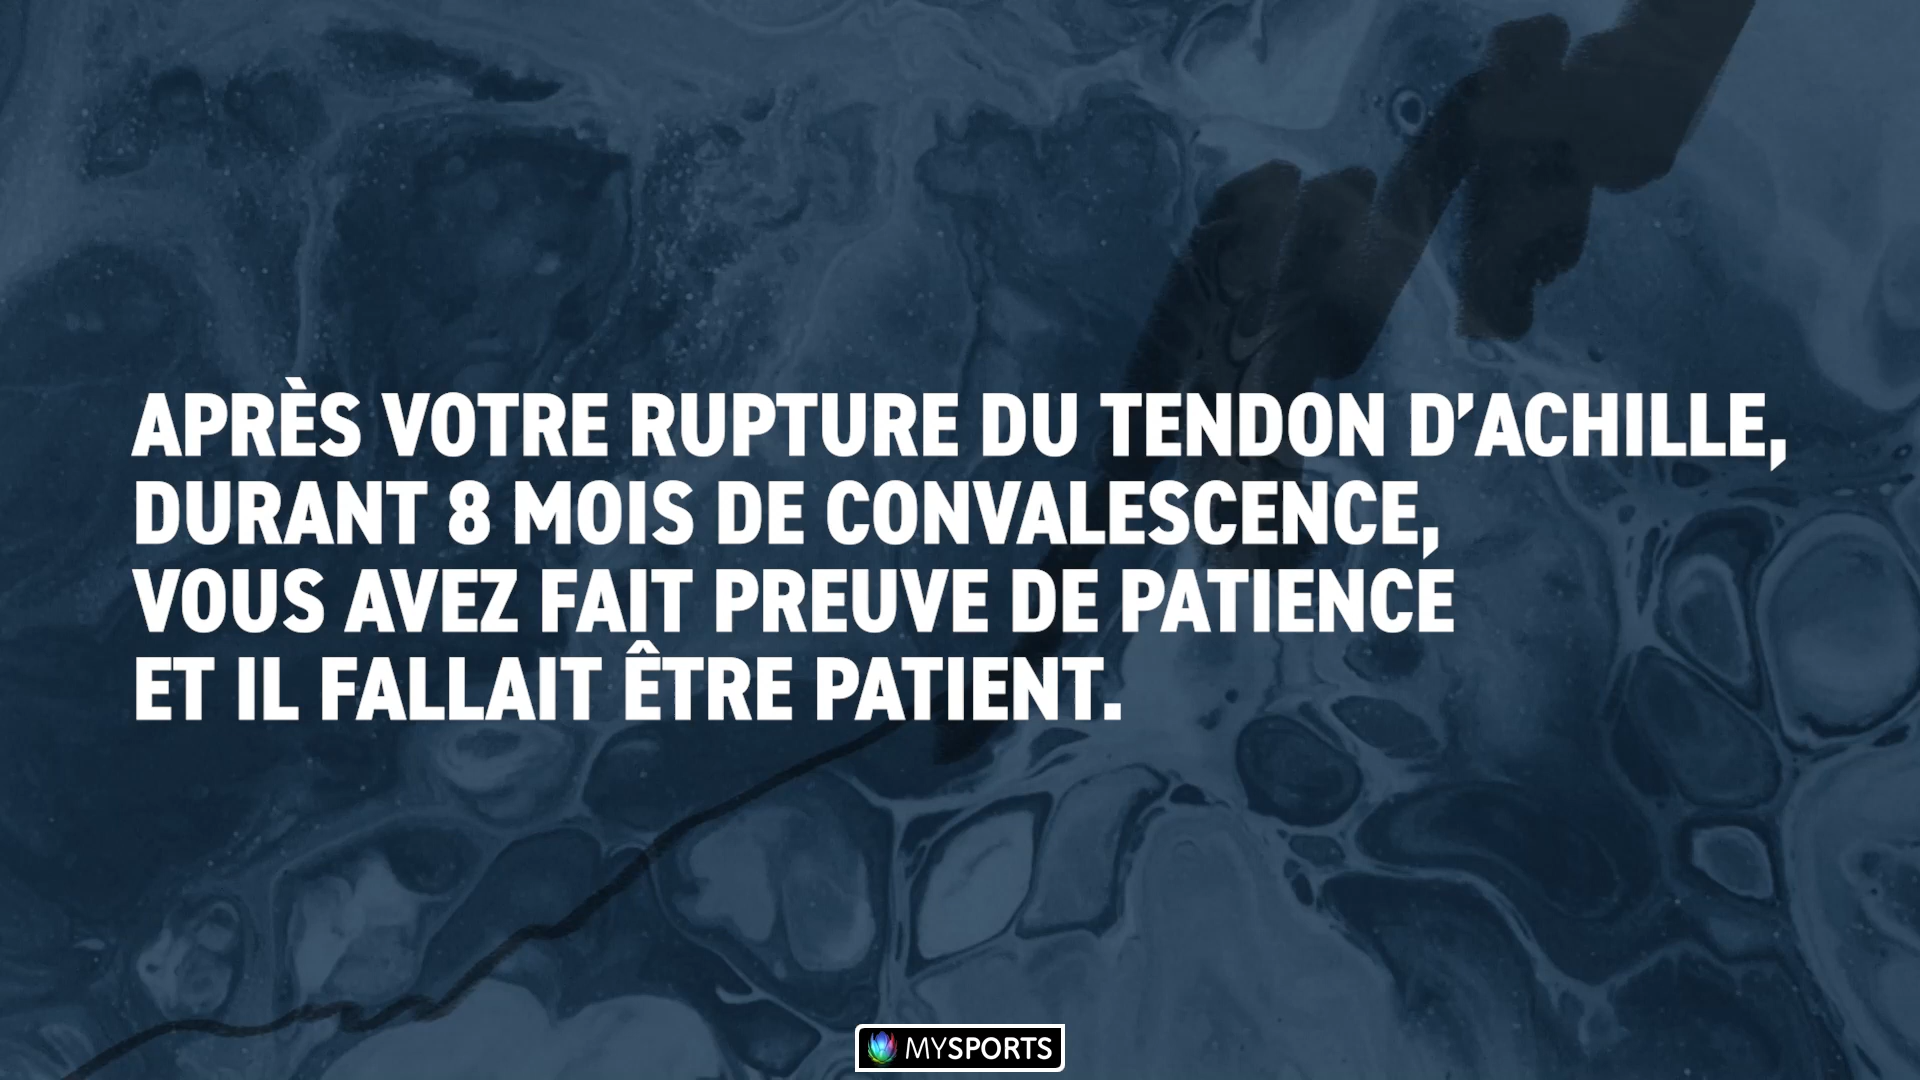 APRÈS VOTRE RUPTURE DU TENDON D’ACHILLE,
DURANT 8 MOIS DE CONVALESCENCE,
VOUS AVEZ FAIT PREUVE DE PATIENCE
ET IL FALLAIT ÊTRE PATIENT.
MYSPORTS